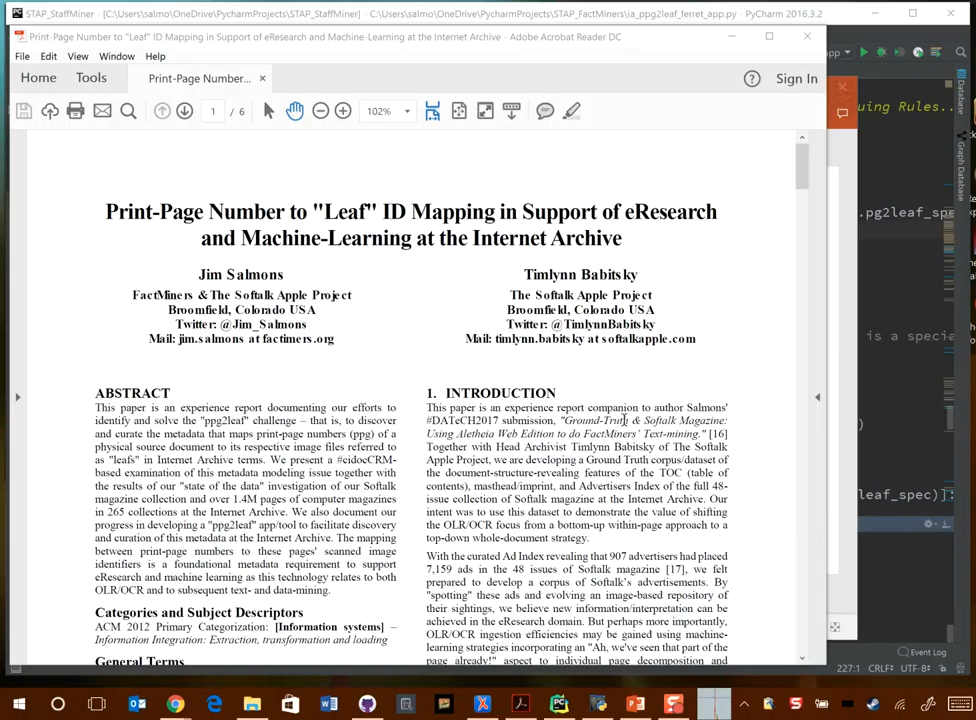 STAP_StaffMiner - [C:\Users\salmo\OneDrive\PycharmProjects\STAP_StaffMiner] - C:\Users\salmo\OneDrive\PycharmProjects\STAP_FactMiners\ia_ppg2leaf_ferret_app.py - PyCharm 2016.3.2
Print-Page Number to "Leaf" ID Mapping in Support of eResearch and Machine-Learning at the Internet Archive - Adobe Acrobat Reader DC
File Edit View Window Help
Home Tools Print-Page Number... × Sign In
1 / 6 102%
Print-Page Number to "Leaf" ID Mapping in Support of eResearch
and Machine-Learning at the Internet Archive
Jim Salmons
FactMiners & The Softalk Apple Project
Broomfield, Colorado USA
Twitter: @Jim_Salmons
Mail: jim.salmons at factimers.org
Timlynn Babitsky
The Softalk Apple Project
Broomfield, Colorado USA
Twitter: @TimlynnBabitsky
Mail: timlynn.babitsky at softalkapple.com
ABSTRACT
This paper is an experience report documenting our efforts to
identify and solve the "ppg2leaf" challenge – that is, to discover
and curate the metadata that maps print-page numbers (ppg) of a
physical source document to its respective image files referred to
as "leafs" in Internet Archive terms. We present a #cidocCRM-
based examination of this metadata modeling issue together with
the results of our "state of the data" investigation of our Softalk
magazine collection and over 1.4M pages of computer magazines
in 265 collections at the Internet Archive. We also document our
progress in developing a "ppg2leaf" app/tool to facilitate discovery
and curation of this metadata at the Internet Archive. The mapping
between print-page numbers to these pages' scanned image
identifiers is a foundational metadata requirement to support
eResearch and machine learning as this technology relates to both
OLR/OCR and to subsequent text- and data-mining.
Categories and Subject Descriptors
ACM 2012 Primary Categorization: [Information systems] –
Information Integration: Extraction, transformation and loading
General Terms
1. INTRODUCTION
This paper is an experience report companion to author Salmons'
#DATeCH2017 submission, "Ground-Truth & Softalk Magazine:
Using Aletheia Web Edition to do FactMiners' Text-mining." [16]
Together with Head Archivist Timlynn Babitsky of The Softalk
Apple Project, we are developing a Ground Truth corpus/dataset of
the document-structure-revealing features of the TOC (table of
contents), masthead/imprint, and Advertisers Index of the full 48-
issue collection of Softalk magazine at the Internet Archive. Our
intent was to use this dataset to demonstrate the value of shifting
the OLR/OCR focus from a bottom-up within-page approach to a
top-down whole-document strategy.
With the curated Ad Index revealing that 907 advertisers had placed
7,159 ads in the 48 issues of Softalk magazine [17], we felt
prepared to develop a corpus of Softalk's advertisements. By
"spotting" these ads and evolving an image-based repository of
their sightings, we believe new information/interpretation can be
achieved in the eResearch domain. But perhaps more importantly,
OLR/OCR ingestion efficiencies may be gained using machine-
learning strategies incorporating an "Ah, we've seen that part of the
page already!" aspect to individual page decomposition and
app
uing Rules..
.pg2leaf_spe
is a specia
)
leaf_spec)]:
Database
Graph Database
Event Log
227:1 CRLF÷ UTF-8÷